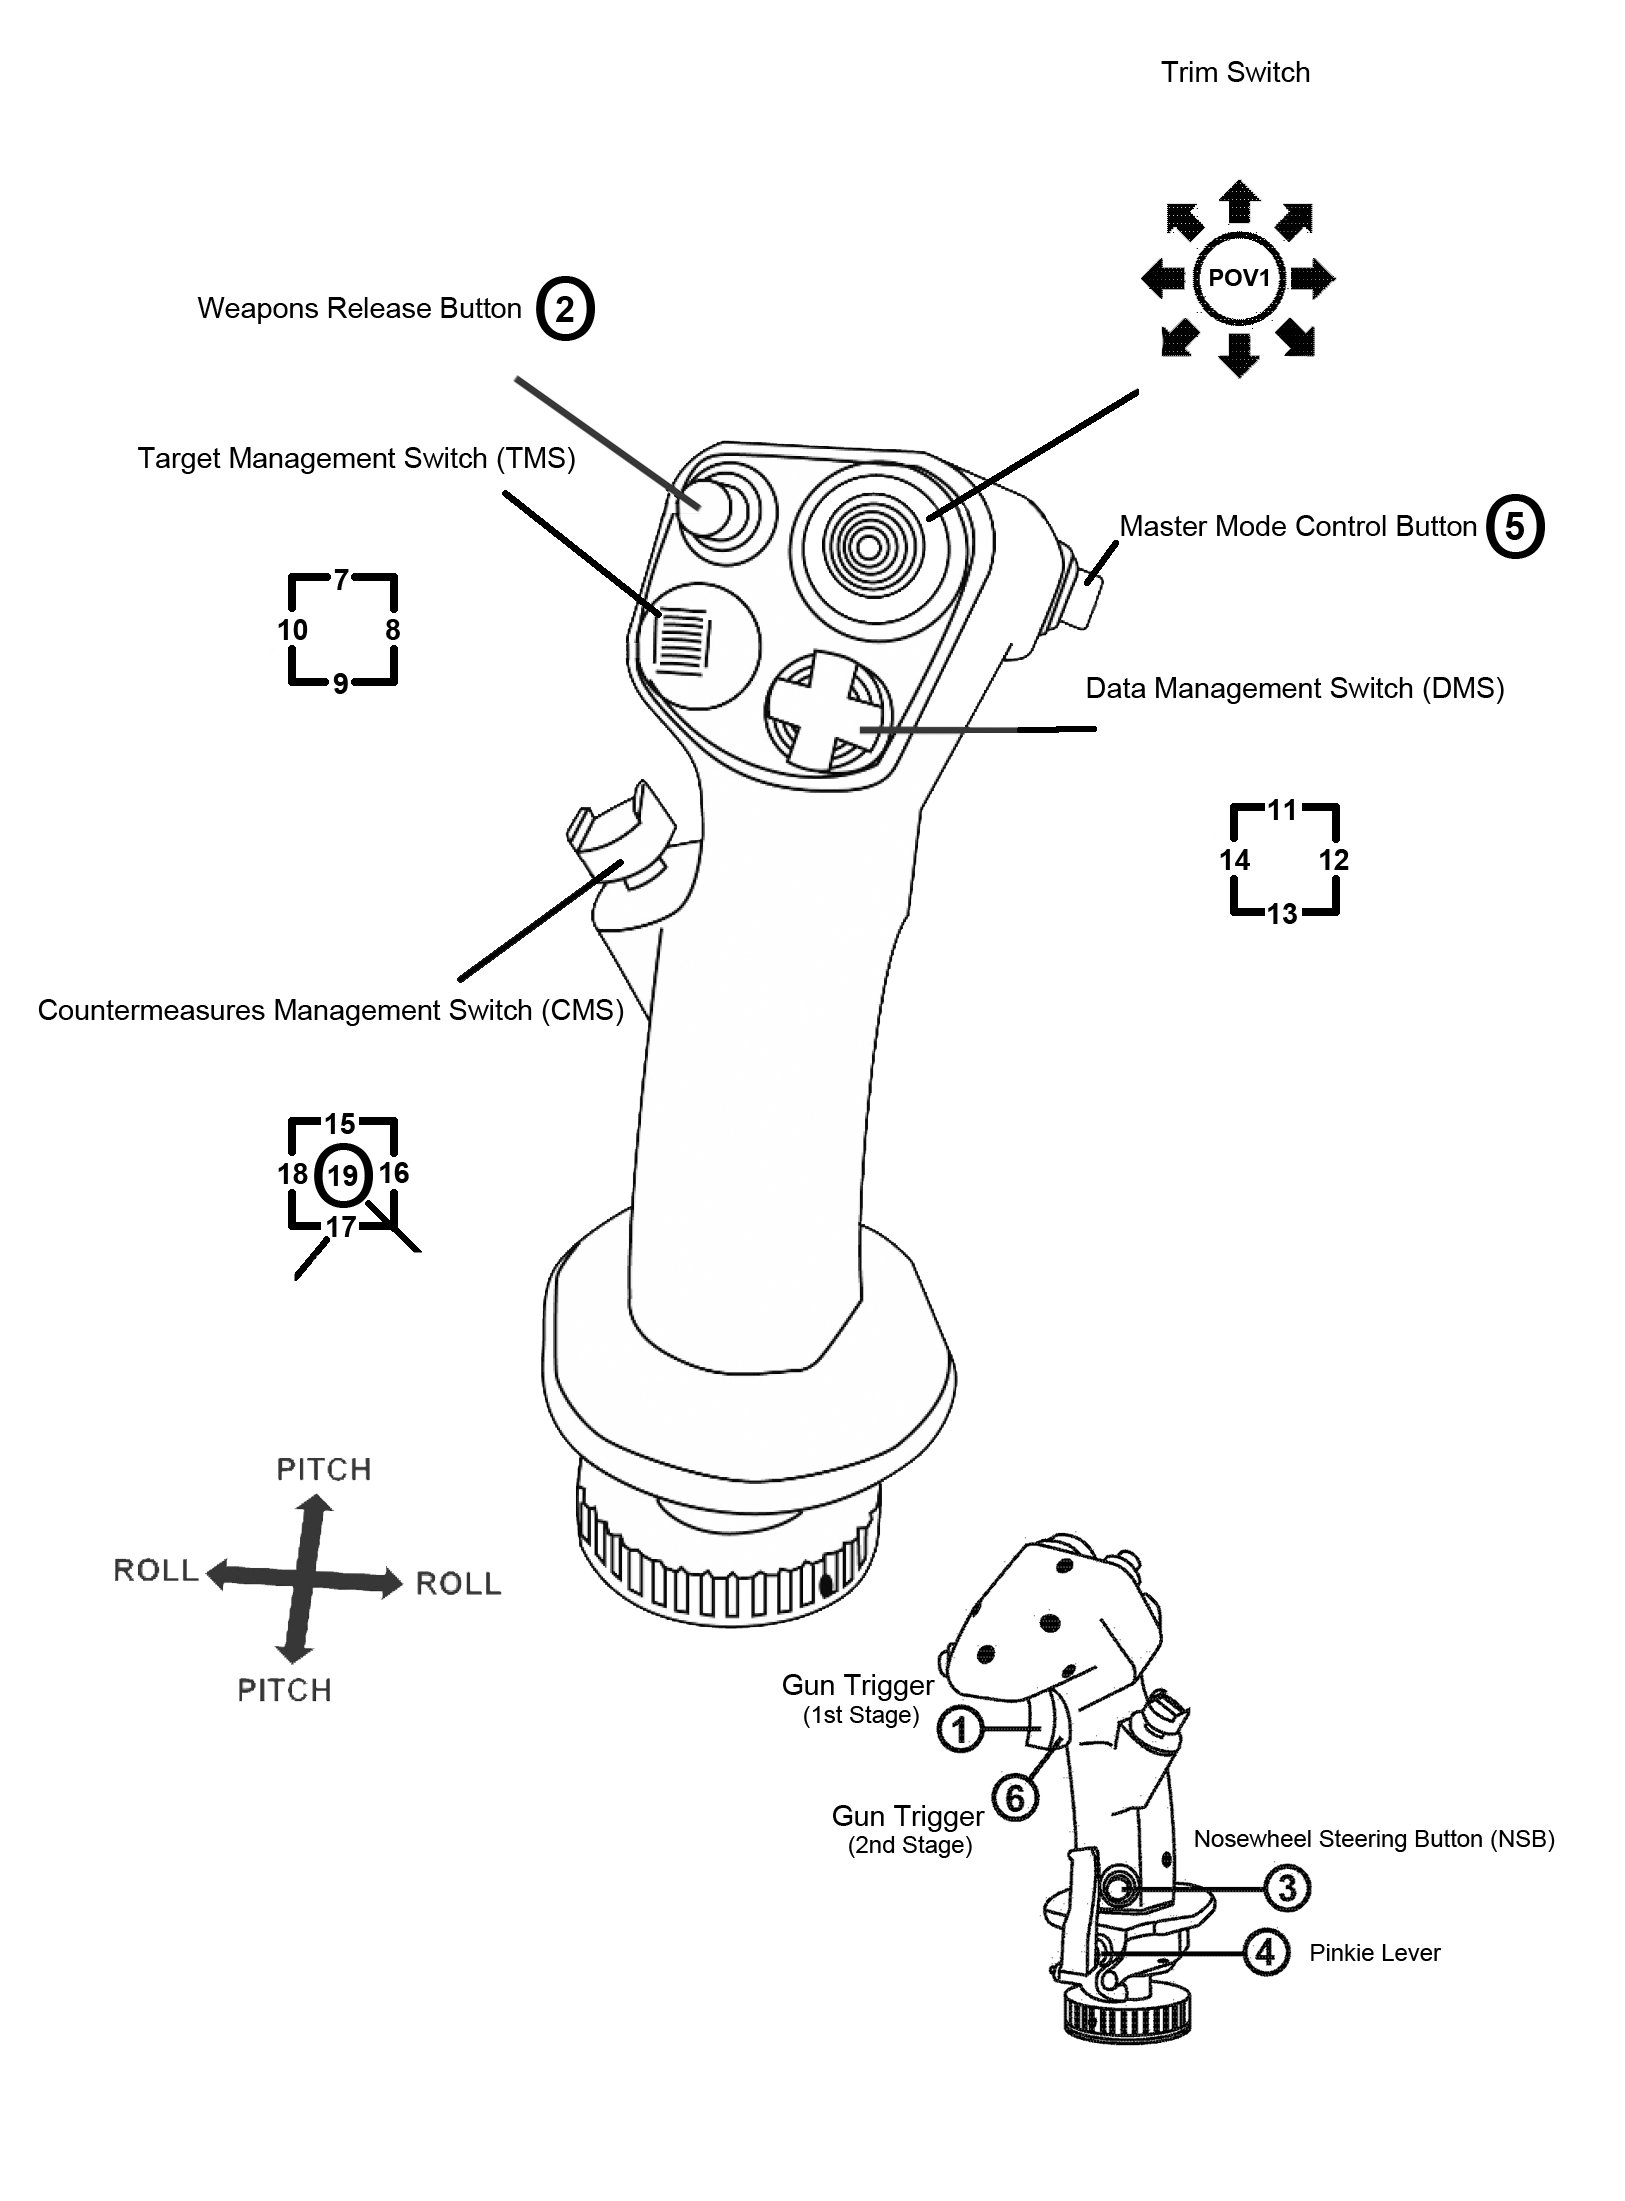 Trim Switch
POV1
Weapons Release Button 2
Target Management Switch (TMS)
Master Mode Control Button 5
7
10 8
9
Data Management Switch (DMS)
11
14 12
13
Countermeasures Management Switch (CMS)
15
18 19 16
17
PITCH
ROLL ROLL
PITCH
Gun Trigger
(1st Stage)
1
6
Gun Trigger
(2nd Stage)
Nosewheel Steering Button (NSB)
3
4 Pinkie Lever